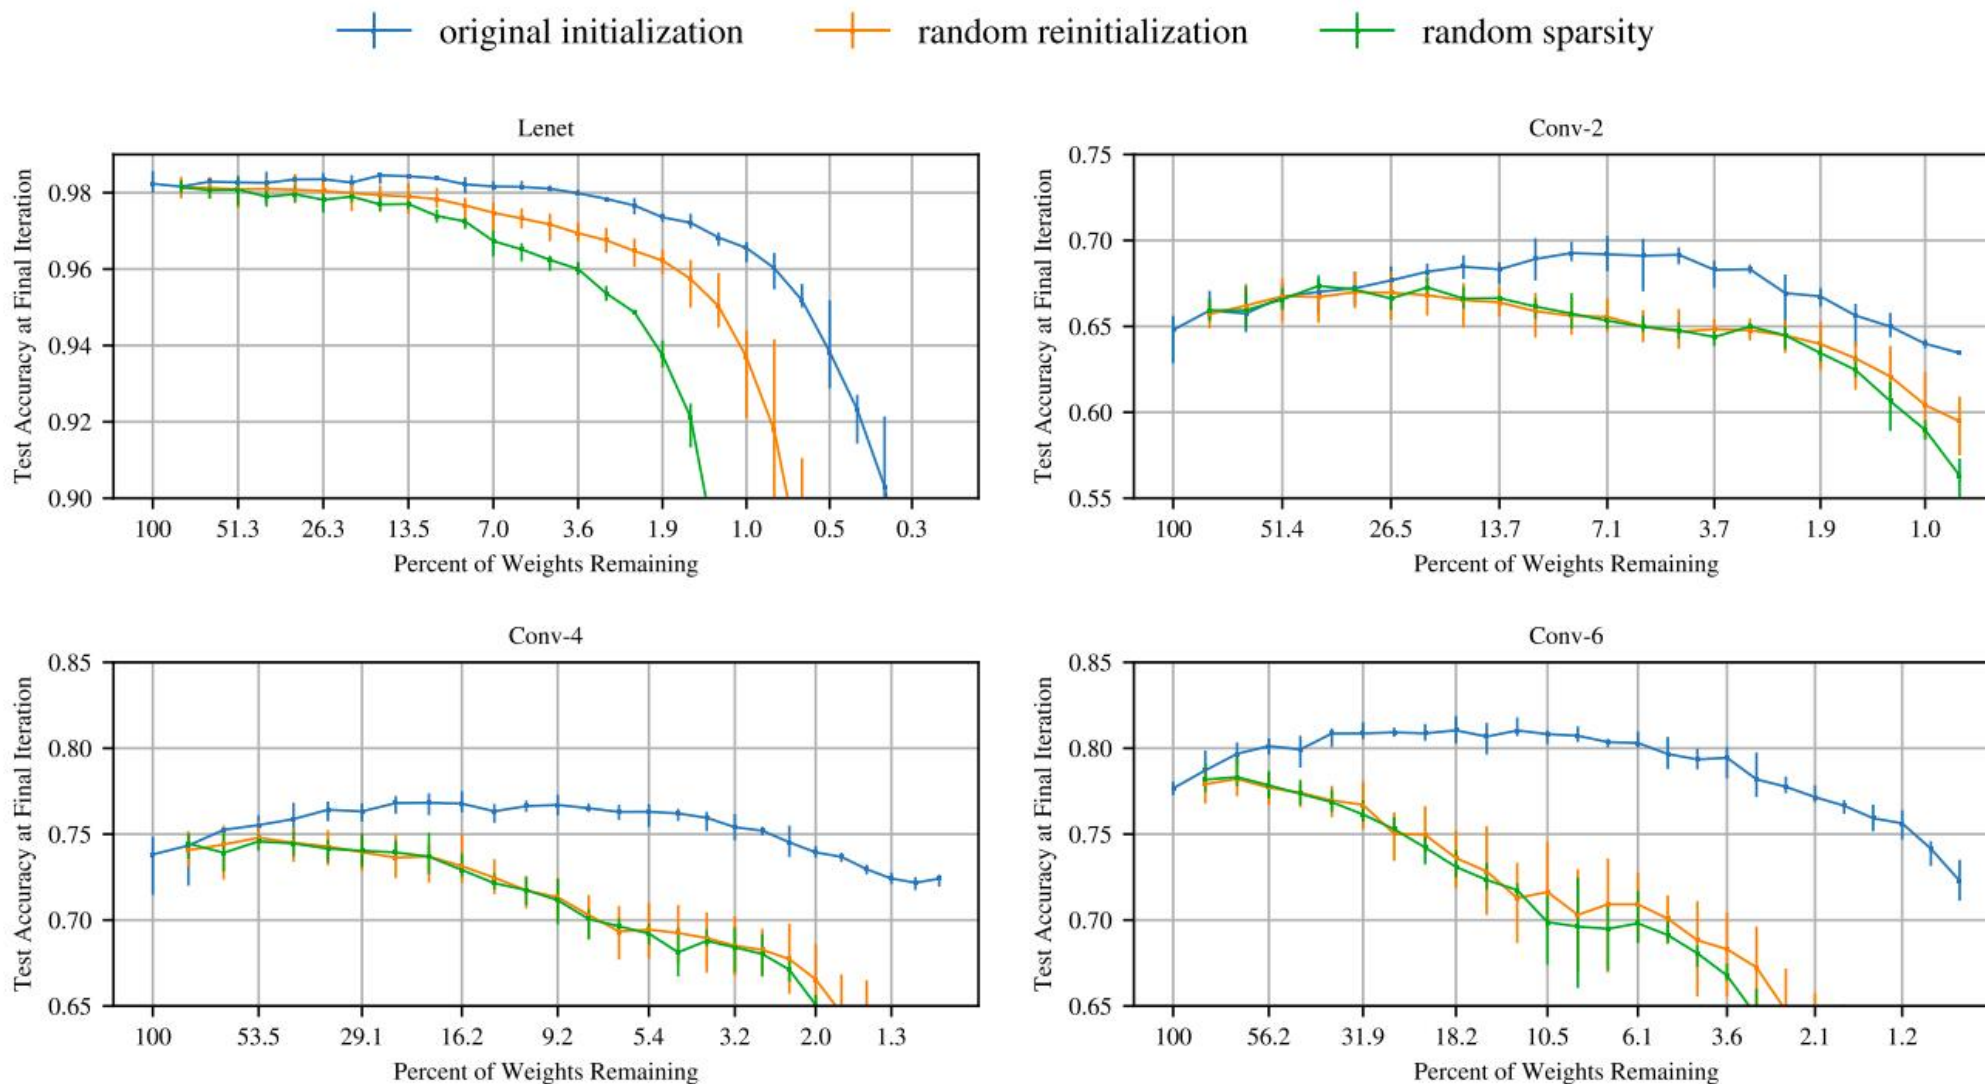 original initialization random reinitialization random sparsity
Lenet
Test Accuracy at Final Iteration
0.98
0.96
0.94
0.92
0.90
100 51.3 26.3 13.5 7.0 3.6 1.9 1.0 0.5 0.3
Percent of Weights Remaining
Conv-2
Test Accuracy at Final Iteration
0.75
0.70
0.65
0.60
0.55
100 51.4 26.5 13.7 7.1 3.7 1.9 1.0
Percent of Weights Remaining
Conv-4
Test Accuracy at Final Iteration
0.85
0.80
0.75
0.70
0.65
100 53.5 29.1 16.2 9.2 5.4 3.2 2.0 1.3
Percent of Weights Remaining
Conv-6
Test Accuracy at Final Iteration
0.85
0.80
0.75
0.70
0.65
100 56.2 31.9 18.2 10.5 6.1 3.6 2.1 1.2
Percent of Weights Remaining